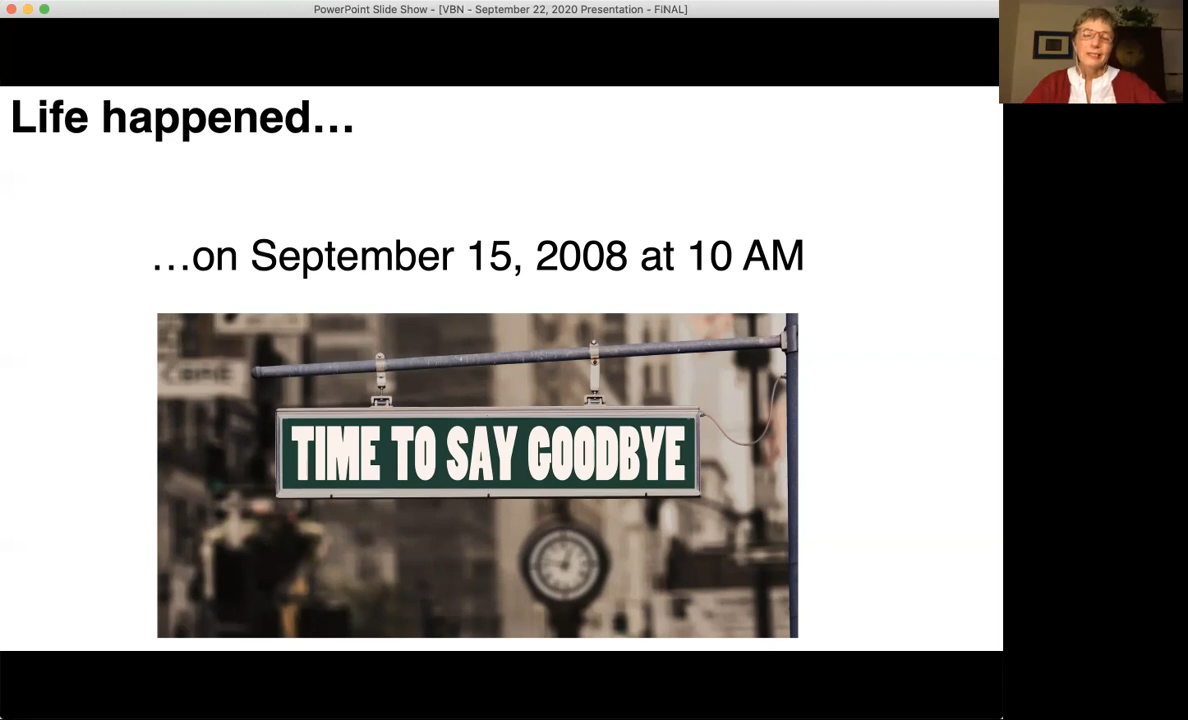 PowerPoint Slide Show - [VBN - September 22, 2020 Presentation - FiNAL]
Life happened...
...on September 15, 2008 at 10 AM
TIME TO SAY GOODBYE